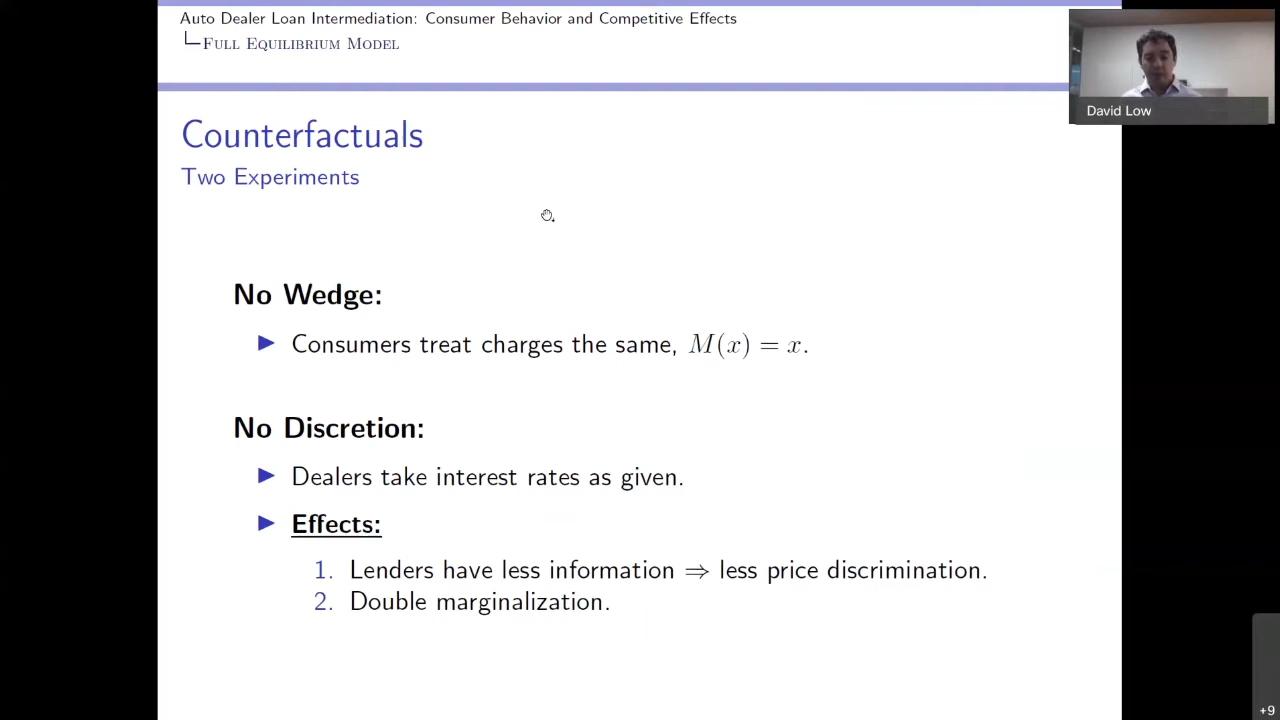 Auto Dealer Loan Intermediation: Consumer Behavior and Competitive Effects
Full Equilibrium Model
David Low
Counterfactuals
Two Experiments
No Wedge:
Consumers treat charges the same, M(x) = x.
No Discretion:
Dealers take interest rates as given.
Effects:
1. Lenders have less information ⇒ less price discrimination.
2. Double marginalization.
+9